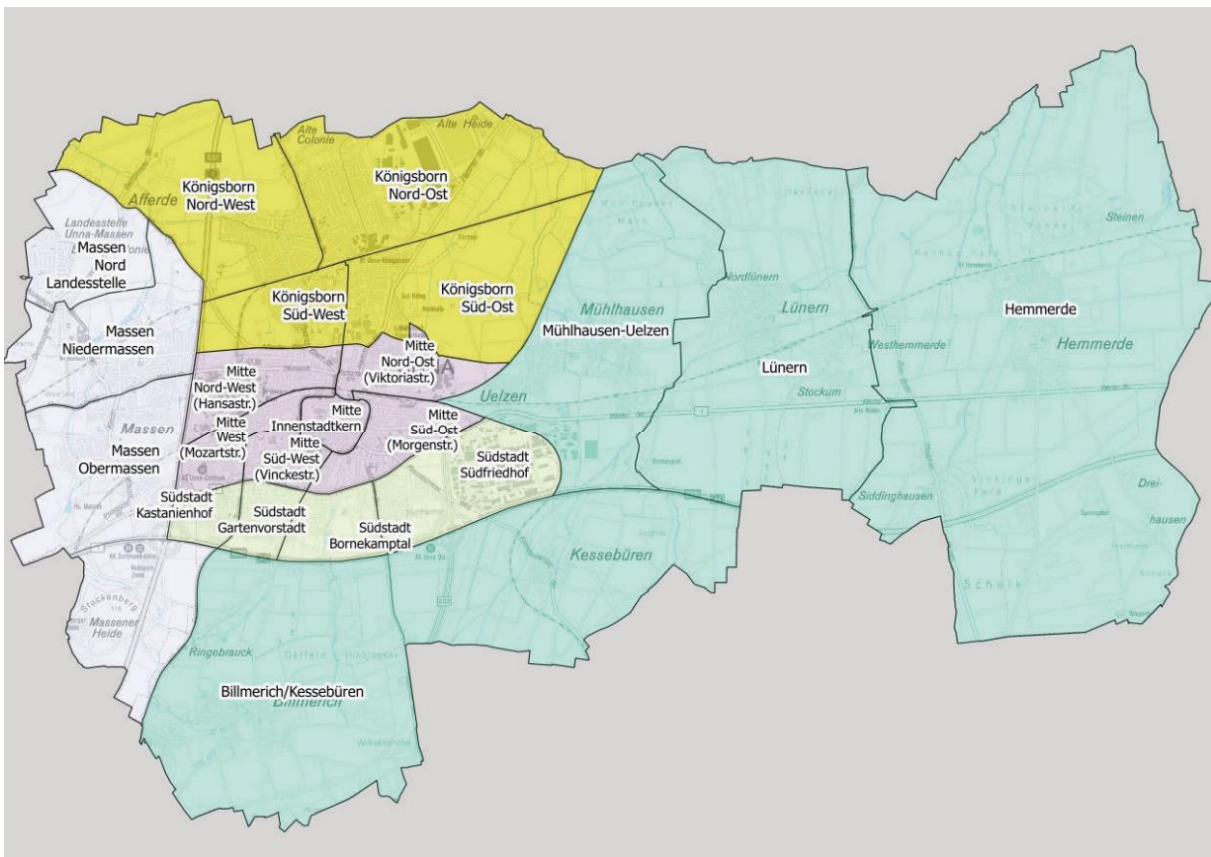 Alte
Colonie
Alte Heide
Königsborn
Nord-West
Königsborn
Nord-Ost
Afferde
Landesstelle
Unna-Massen
Massen
Nord
Landesstelle
Königsborn
Süd-West
Königsborn
Süd-Ost
Massen
Niedermassen
Mitte
Nord-Ost
(Viktoriastr.)
Mitte
Nord-West
(Hansastr.)
Mitte
Innenstadtkern
Mitte
West
(Mozartstr.)
Mitte
Süd-West
(Vinckestr.)
Mitte
Süd-Ost
(Morgenstr.)
Massen
Massen
Obermassen
Südstadt
Kastanienhof
Südstadt
Gartenvorstadt
Südstadt
Bornekamptal
Südstadt
Südfriedhof
Uelzen
Mühlhausen
Mühlhausen-Uelzen
Nordlünern
Lünern
Lünern
Stockum
Steinen
Hemmerde
Westhemmerde
Hemmerde
Siddinghausen
Drei-
hausen
Schalk
Kessebüren
Stuckenberg
Massener
Heide
Ringebrauck
Billmerich/Kessebüren
Billmerich